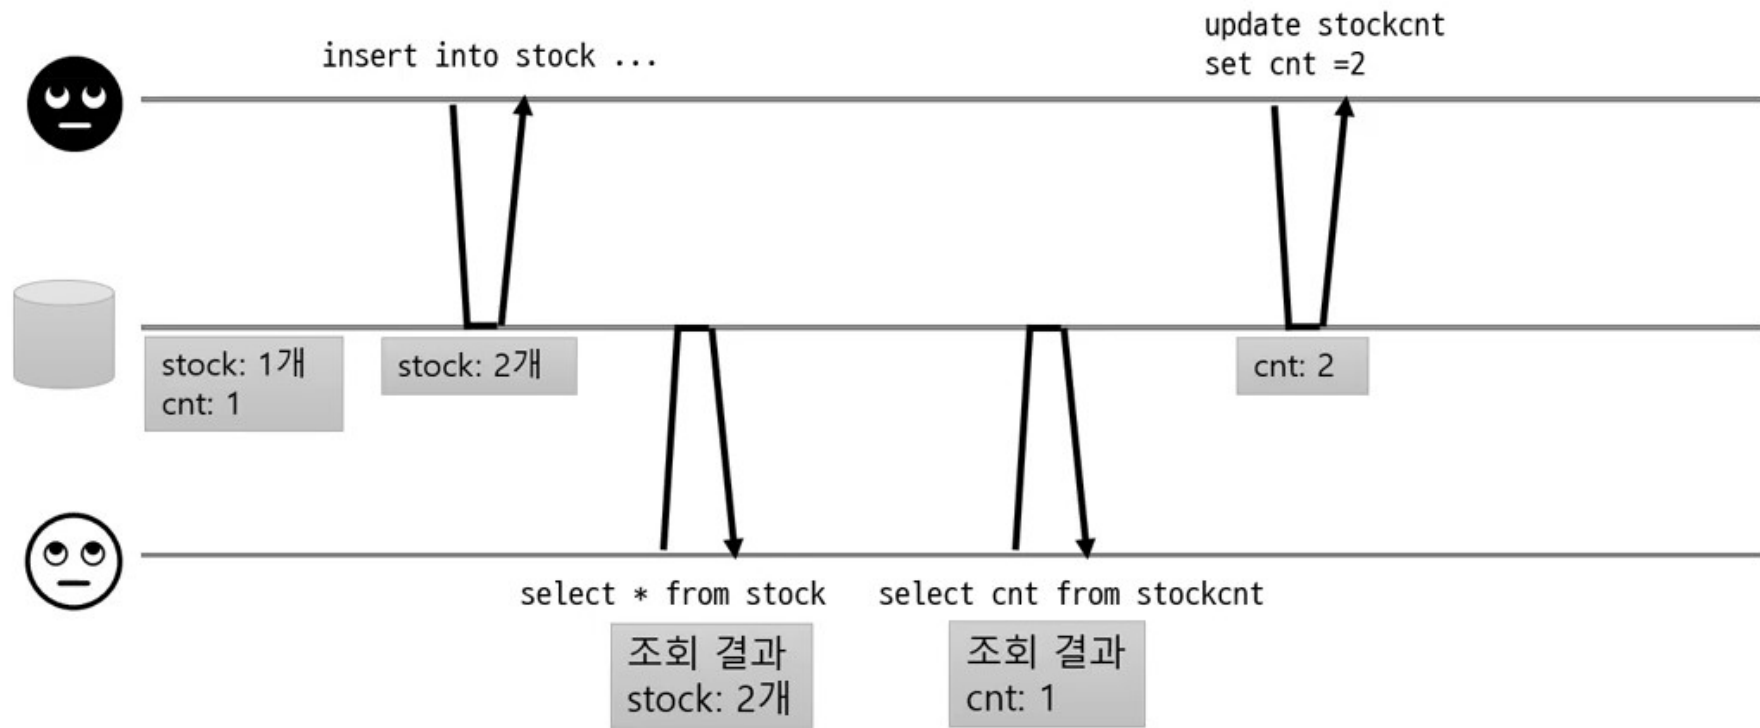 insert into stock ...
update stockcnt
set cnt =2
stock: 1개
cnt: 1
stock: 2개
cnt: 2
select * from stock
select cnt from stockcnt
조회 결과
stock: 2개
조회 결과
cnt: 1